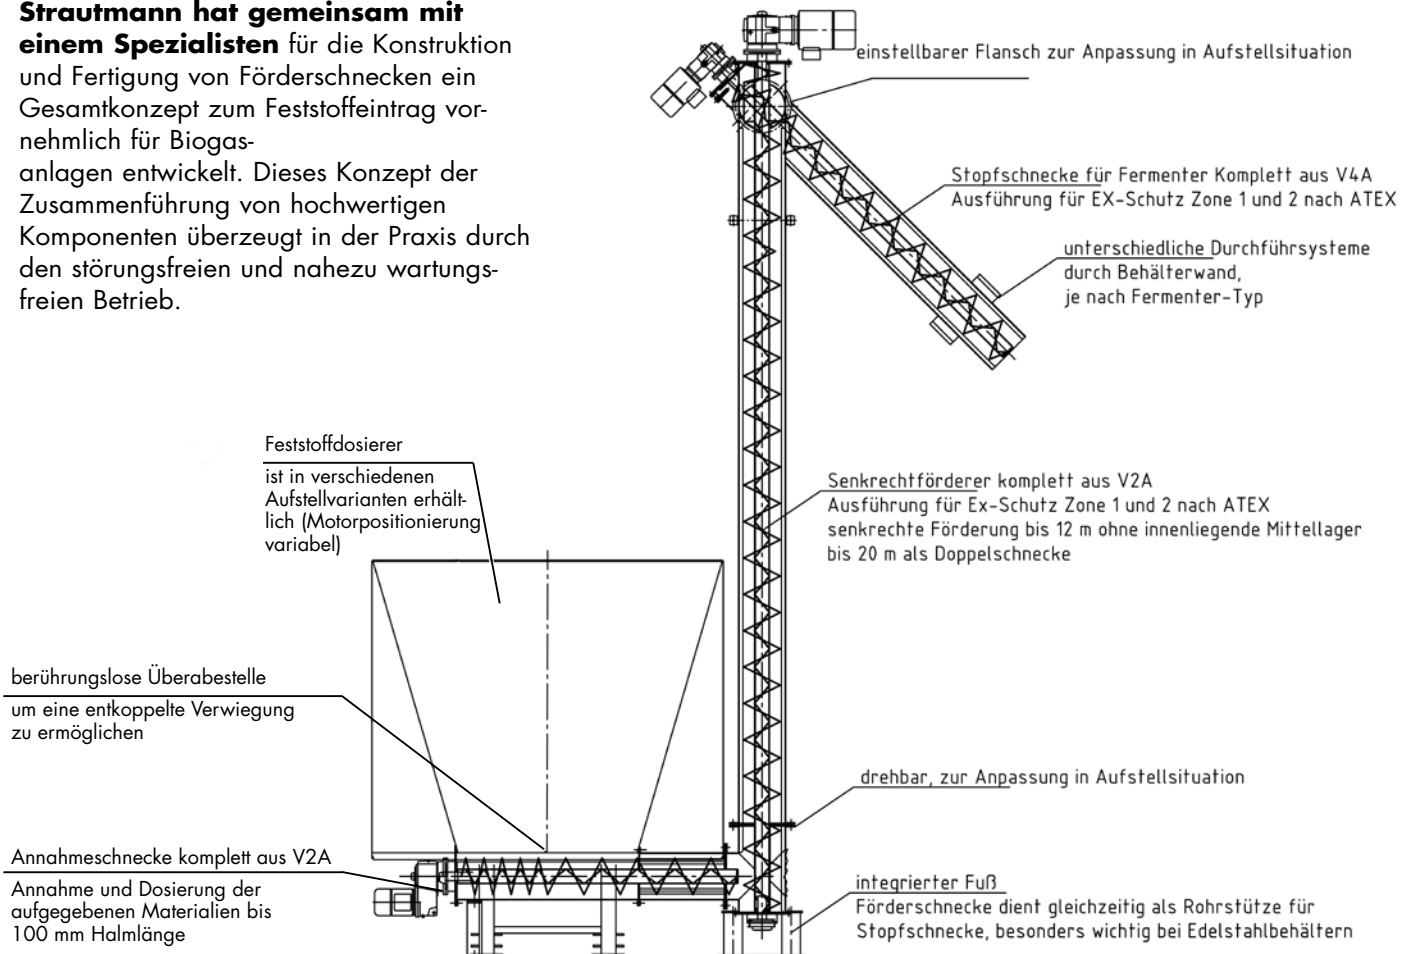 Strautmann hat gemeinsam mit
einem Spezialisten für die Konstruktion
und Fertigung von Förderschnecken ein
Gesamtkonzept zum Feststoffeintrag vor-
nehmlich für Biogas-
anlagen entwickelt. Dieses Konzept der
Zusammenführung von hochwertigen
Komponenten überzeugt in der Praxis durch
den störungsfreien und nahezu wartungs-
freien Betrieb.
einstellbarer Flansch zur Anpassung in Aufstellsituation
Stopfschnecke für Fermenter Komplett aus V4A
Ausführung für EX-Schutz Zone 1 und 2 nach ATEX
unterschiedliche Durchführsysteme
durch Behälterwand,
je nach Fermenter-Typ
Feststoffdosierer
ist in verschiedenen
Aufstellvarianten erhält-
lich (Motorpositionierung
variabel)
Senkrechtförderer komplett aus V2A
Ausführung für Ex-Schutz Zone 1 und 2 nach ATEX
senkrechte Förderung bis 12 m ohne innenliegende Mittellager
bis 20 m als Doppelschnecke
berührungslose Überabestelle
um eine entkoppelte Verwiegung
zu ermöglichen
drehbar, zur Anpassung in Aufstellsituation
Annahmeschnecke komplett aus V2A
Annahme und Dosierung der
aufgegebenen Materialien bis
100 mm Halmlänge
integrierter Fuß
Förderschnecke dient gleichzeitig als Rohrstütze für
Stopfschnecke, besonders wichtig bei Edelstahlbehältern